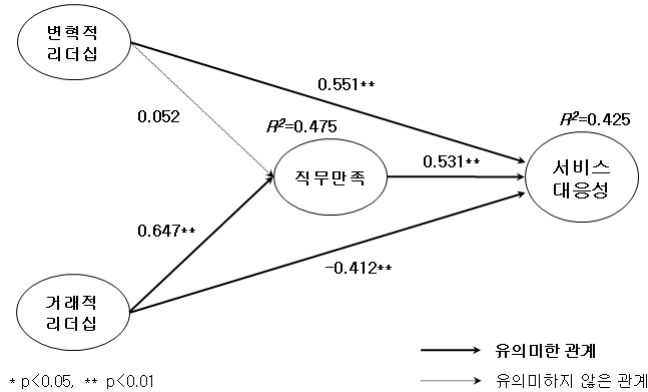 변혁적
리더십
0.551**
0.052
R²=0.475
R²=0.425
직무만족
0.531**
서비스
대응성
0.647**
-0.412**
거래적
리더십
유의미한 관계
* p<0.05, ** p<0.01
유의미하지 않은 관계